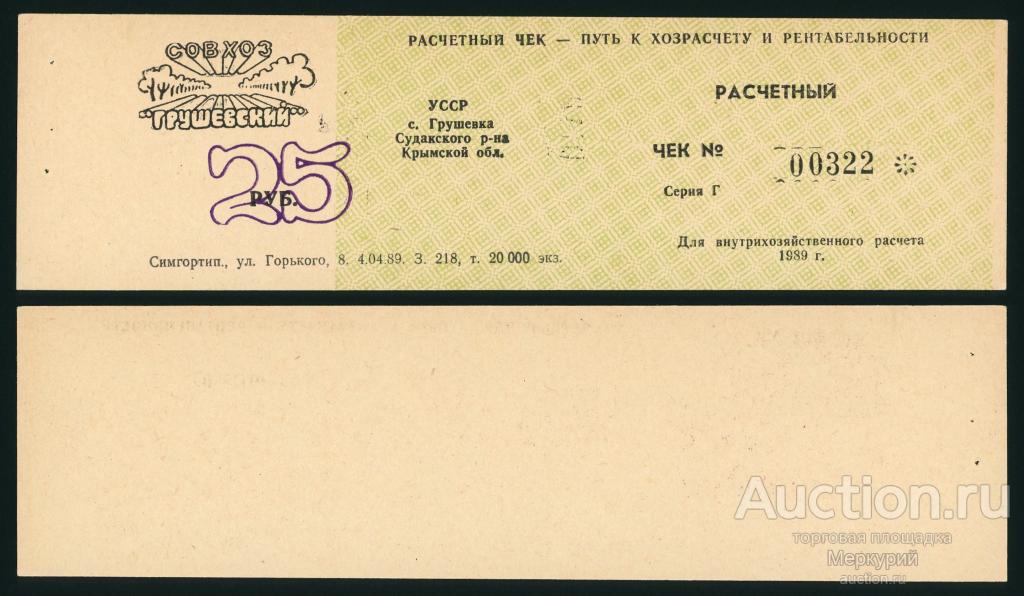 СОВХОЗ
"ГРУШЕВСКИЙ"
25
РУБ.
РАСЧЕТНЫЙ ЧЕК — ПУТЬ К ХОЗРАСЧЕТУ И РЕНТАБЕЛЬНОСТИ
УССР
с. Грушевка
Судакского р-на
Крымской обл.
РАСЧЕТНЫЙ
ЧЕК №
00322
Серия Г
Для внутрихозяйственного расчета
1989 г.
Симгортип., ул. Горького, 8. 4.04.89. З. 218, т. 20 000 экз.
Auction.ru
торговая площадка
Меркурий
auction.ru